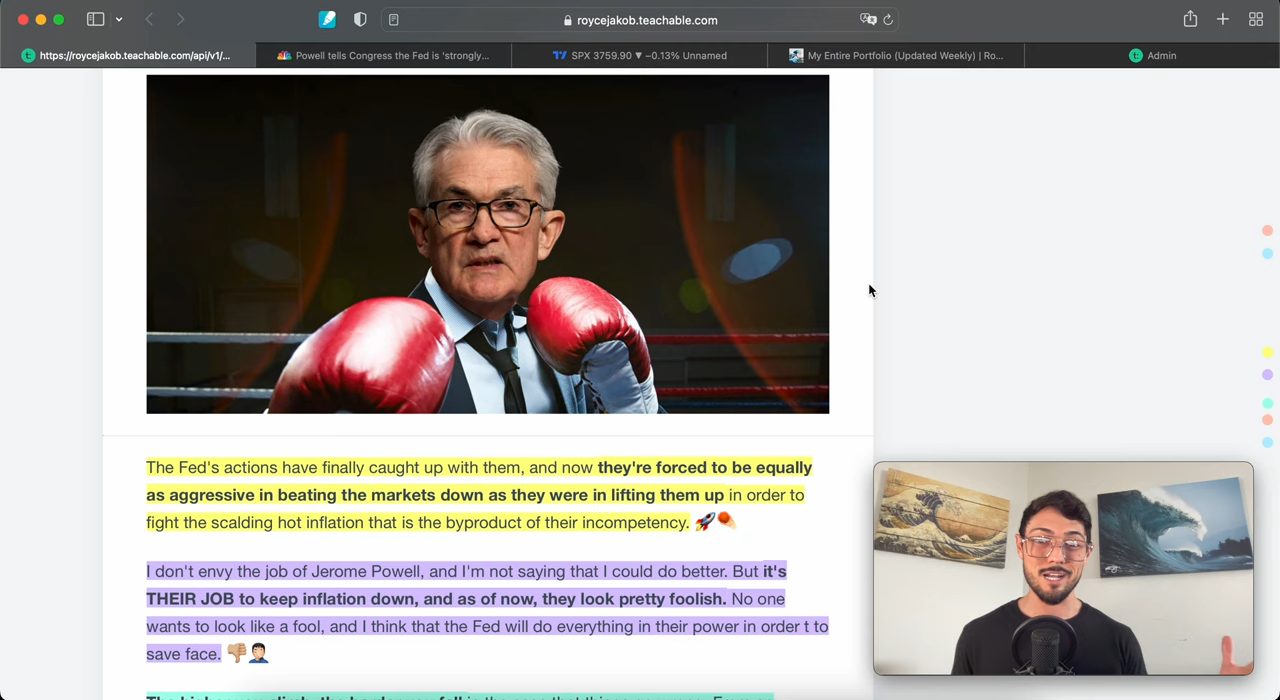 roycejakob.teachable.com
https://roycejakob.teachable.com/api/v1/...
Powell tells Congress the Fed is 'strongly...
SPX 3759.90 ▼ −0.13% Unnamed
My Entire Portfolio (Updated Weekly) | Ro...
Admin
The Fed's actions have finally caught up with them, and now they're forced to be equally
as aggressive in beating the markets down as they were in lifting them up in order to
fight the scalding hot inflation that is the byproduct of their incompetency. 🚀☄️
I don't envy the job of Jerome Powell, and I'm not saying that I could do better. But it's
THEIR JOB to keep inflation down, and as of now, they look pretty foolish. No one
wants to look like a fool, and I think that the Fed will do everything in their power in order t to
save face. 👎🏼🤦🏻‍♂️